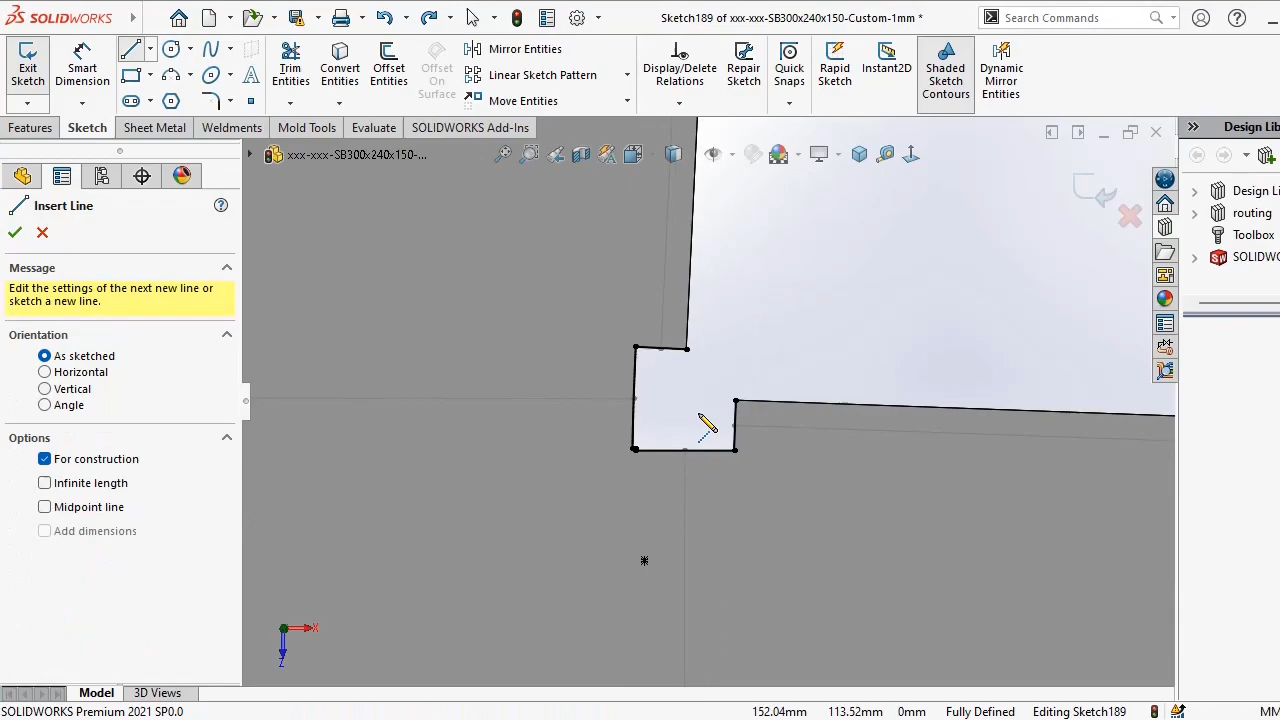 SOLIDWORKS
Sketch189 of xxx-xxx-SB300x240x150-Custom-1mm *
Search Commands
Exit Sketch
Smart Dimension
Trim Entities
Convert Entities
Offset Entities
Offset On Surface
Mirror Entities
Linear Sketch Pattern
Move Entities
Display/Delete Relations
Repair Sketch
Quick Snaps
Rapid Sketch
Instant2D
Shaded Sketch Contours
Dynamic Mirror Entities
Features
Sketch
Sheet Metal
Weldments
Mold Tools
Evaluate
SOLIDWORKS Add-Ins
Design Lib
xxx-xxx-SB300x240x150-...
Insert Line
Message
Edit the settings of the next new line or
sketch a new line.
Orientation
As sketched
Horizontal
Vertical
Angle
Options
For construction
Infinite length
Midpoint line
Add dimensions
Design Li
routing
Toolbox
SOLIDWO
X
Z
Model
3D Views
SOLIDWORKS Premium 2021 SP0.0
152.04mm
113.52mm
0mm
Fully Defined
Editing Sketch189
MM